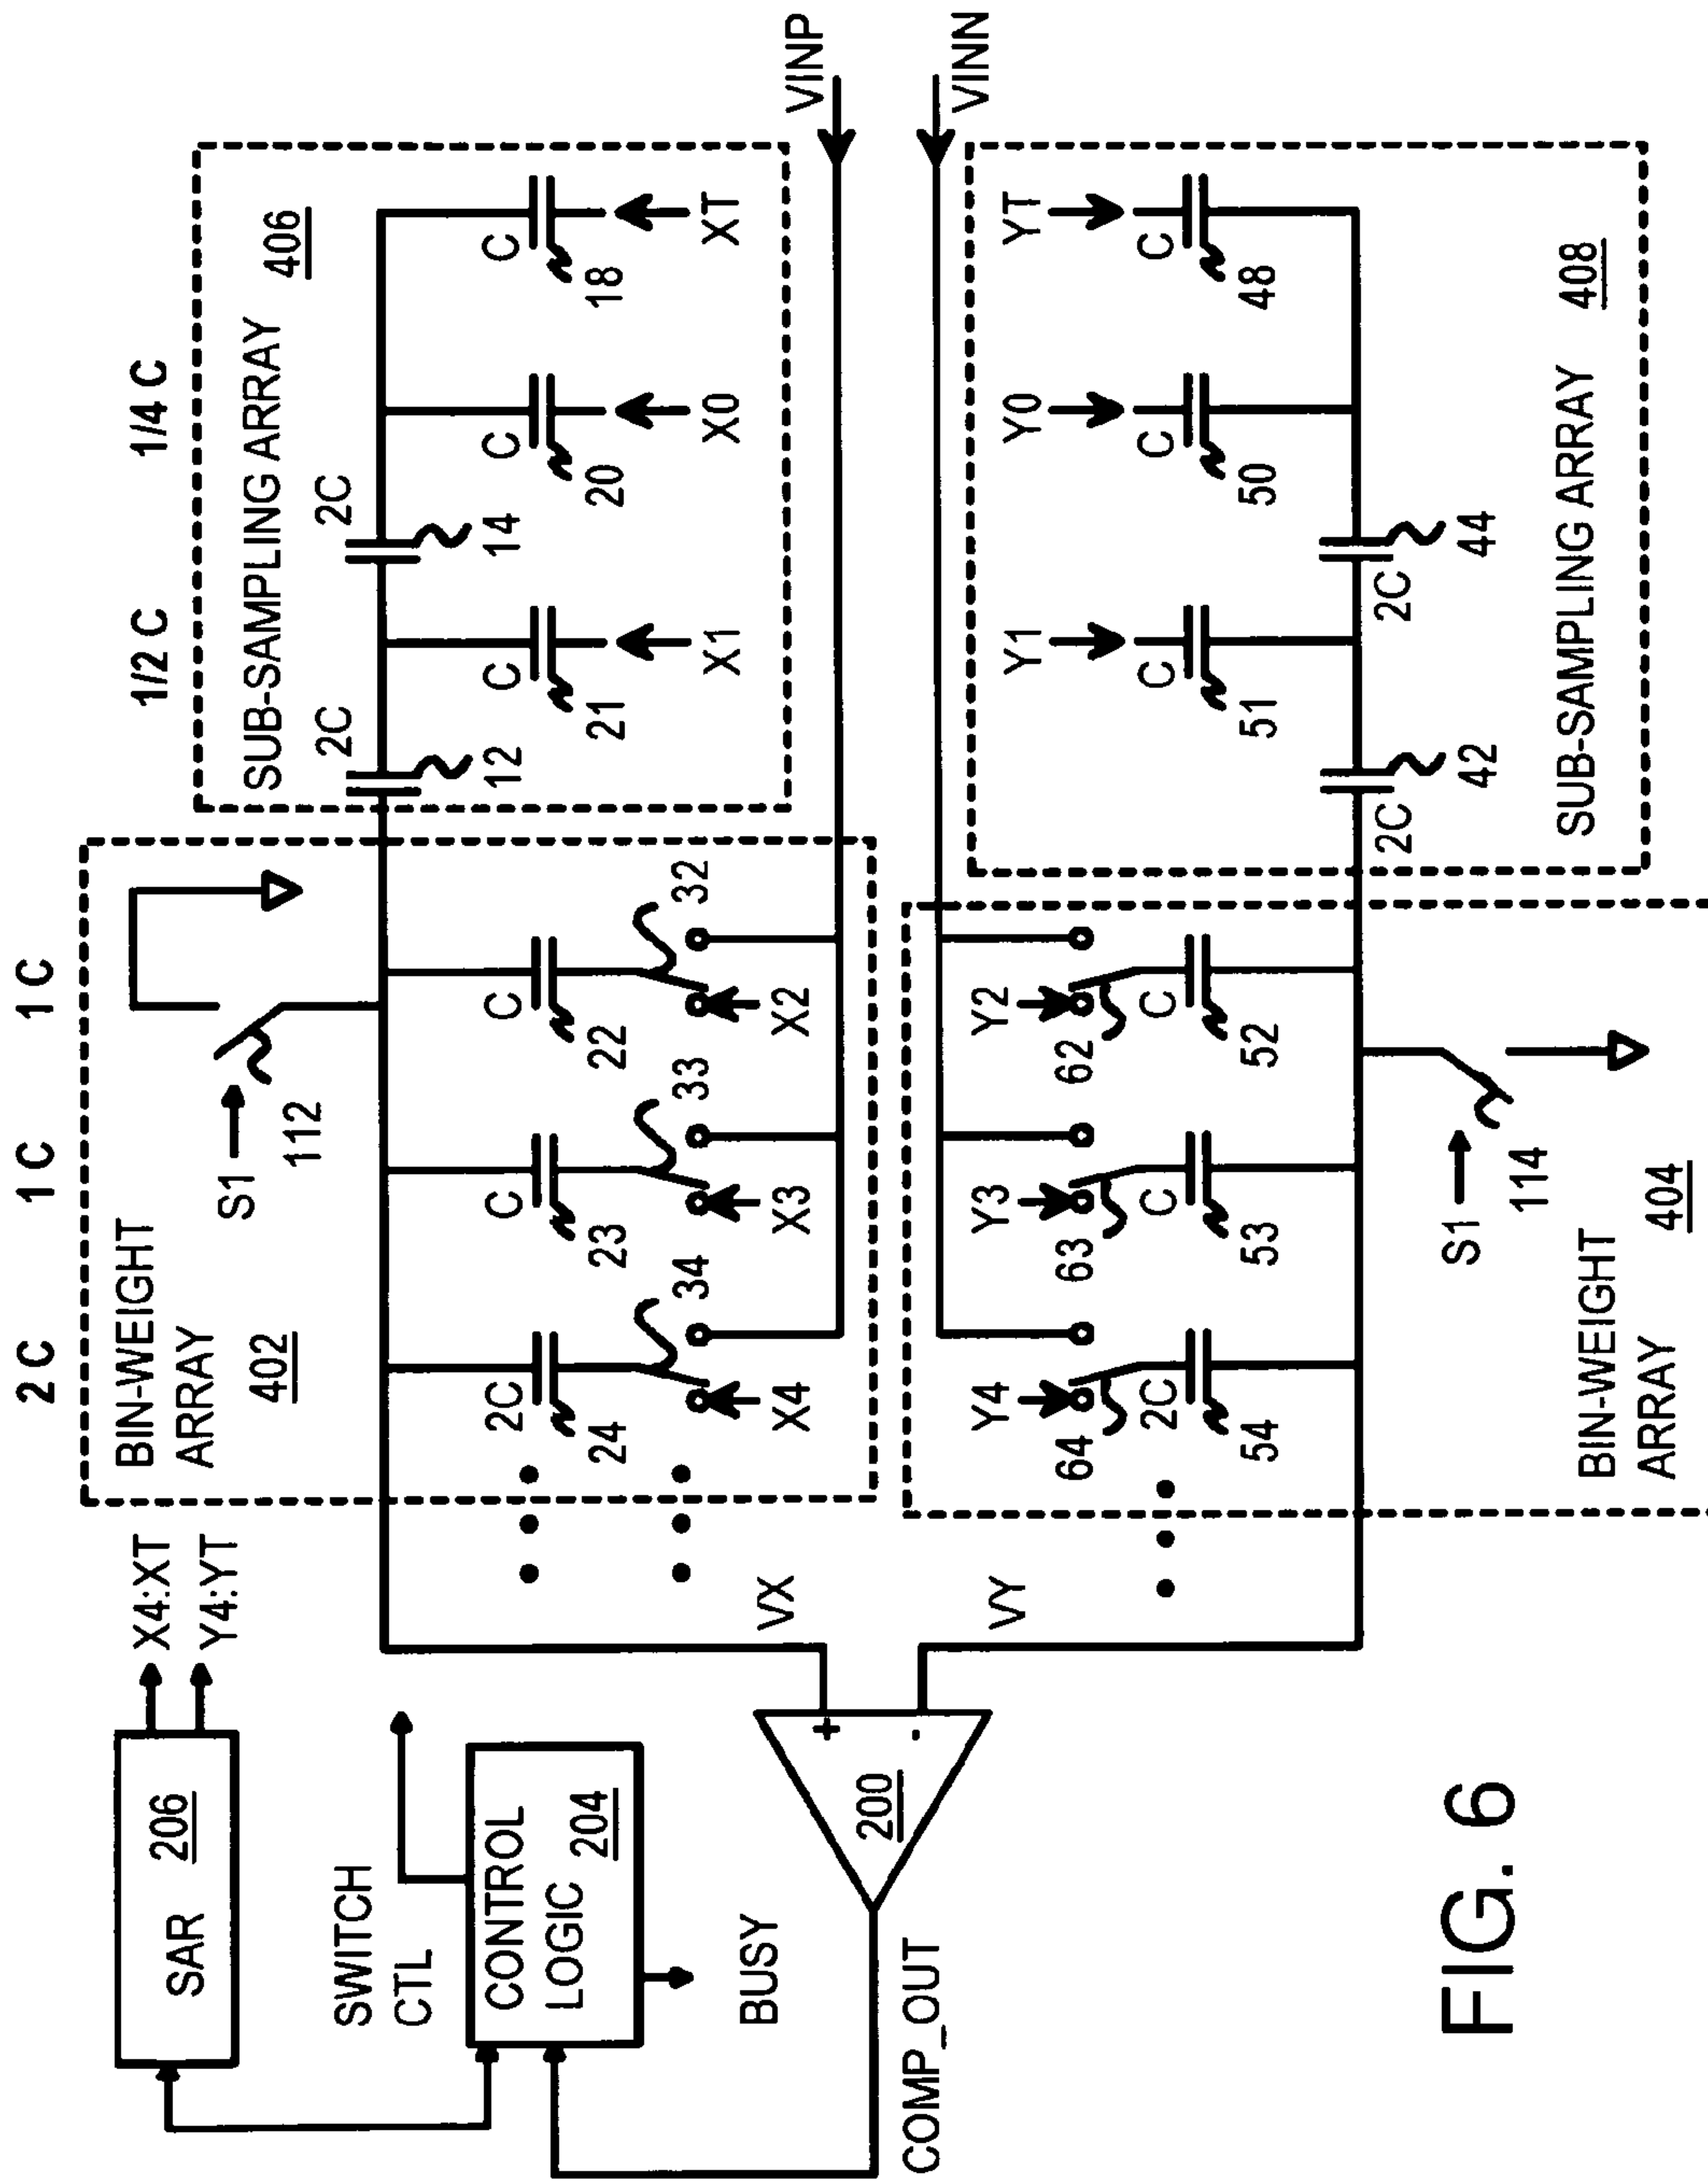 2 C
1 C
1 C
1/2 C
1/4 C
SAR 206
X4:XT
Y4:YT
SWITCH
CTL
CONTROL
LOGIC 204
BUSY
COMP_OUT
200
+
-
VX
VY
BIN-WEIGHT
ARRAY
402
S1
112
2C
24
34
X4
C
23
33
X3
C
22
32
X2
SUB-SAMPLING ARRAY
406
2C
12
2C
14
C
21
X1
C
20
X0
C
18
XT
VINP
VINN
Y4
64
2C
54
Y3
63
C
53
Y2
62
C
52
S1
114
BIN-WEIGHT
ARRAY
404
Y1
C
51
Y0
C
50
YT
C
48
2C
42
2C
44
SUB-SAMPLING ARRAY
408
FIG. 6